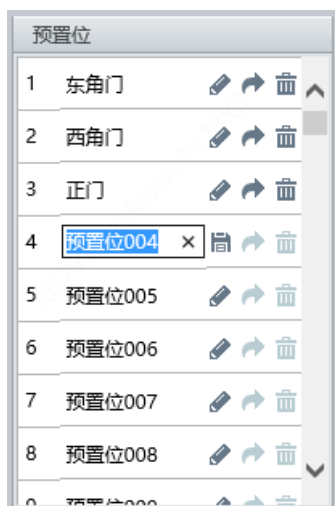 预置位
1 东角门
2 西角门
3 正门
4 预置位004 ×
5 预置位005
6 预置位006
7 预置位007
8 预置位008